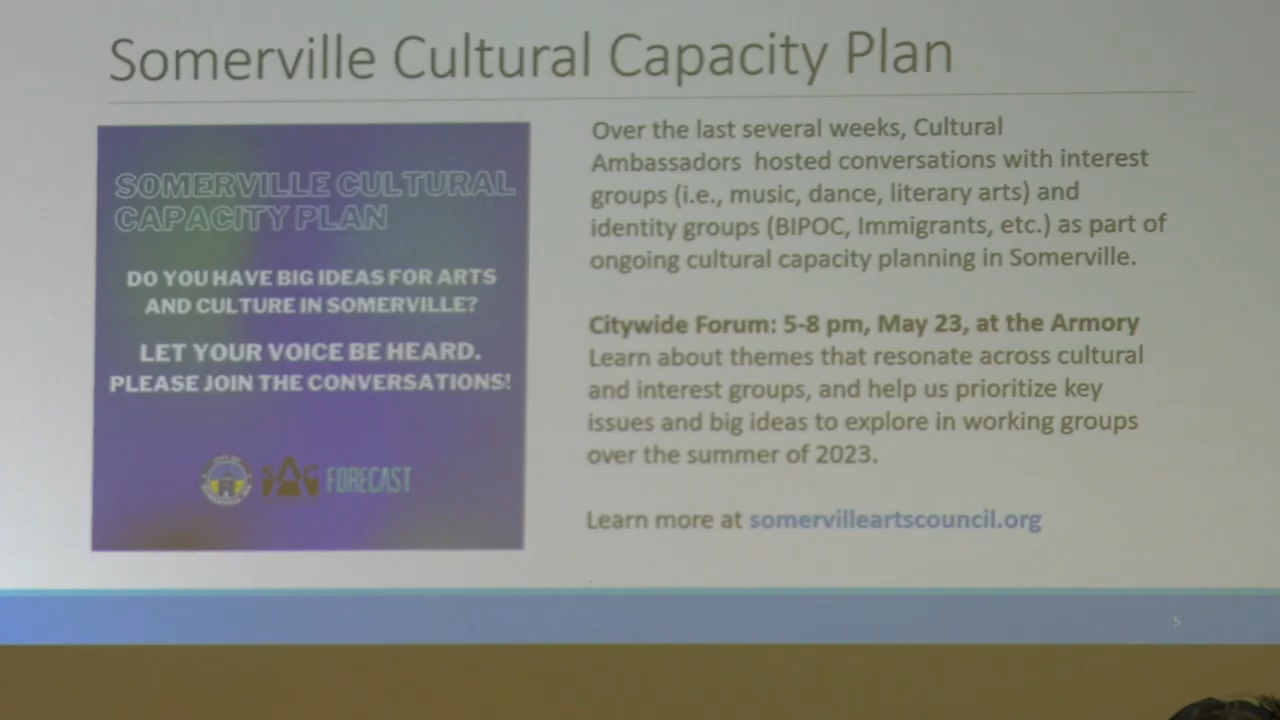 Somerville Cultural Capacity Plan
SOMERVILLE CULTURAL
CAPACITY PLAN
DO YOU HAVE BIG IDEAS FOR ARTS
AND CULTURE IN SOMERVILLE?
LET YOUR VOICE BE HEARD.
PLEASE JOIN THE CONVERSATIONS!
SAC FORECAST
Over the last several weeks, Cultural
Ambassadors hosted conversations with interest
groups (i.e., music, dance, literary arts) and
identity groups (BIPOC, Immigrants, etc.) as part of
ongoing cultural capacity planning in Somerville.
Citywide Forum: 5-8 pm, May 23, at the Armory
Learn about themes that resonate across cultural
and interest groups, and help us prioritize key
issues and big ideas to explore in working groups
over the summer of 2023.
Learn more at somervilleartscouncil.org
5